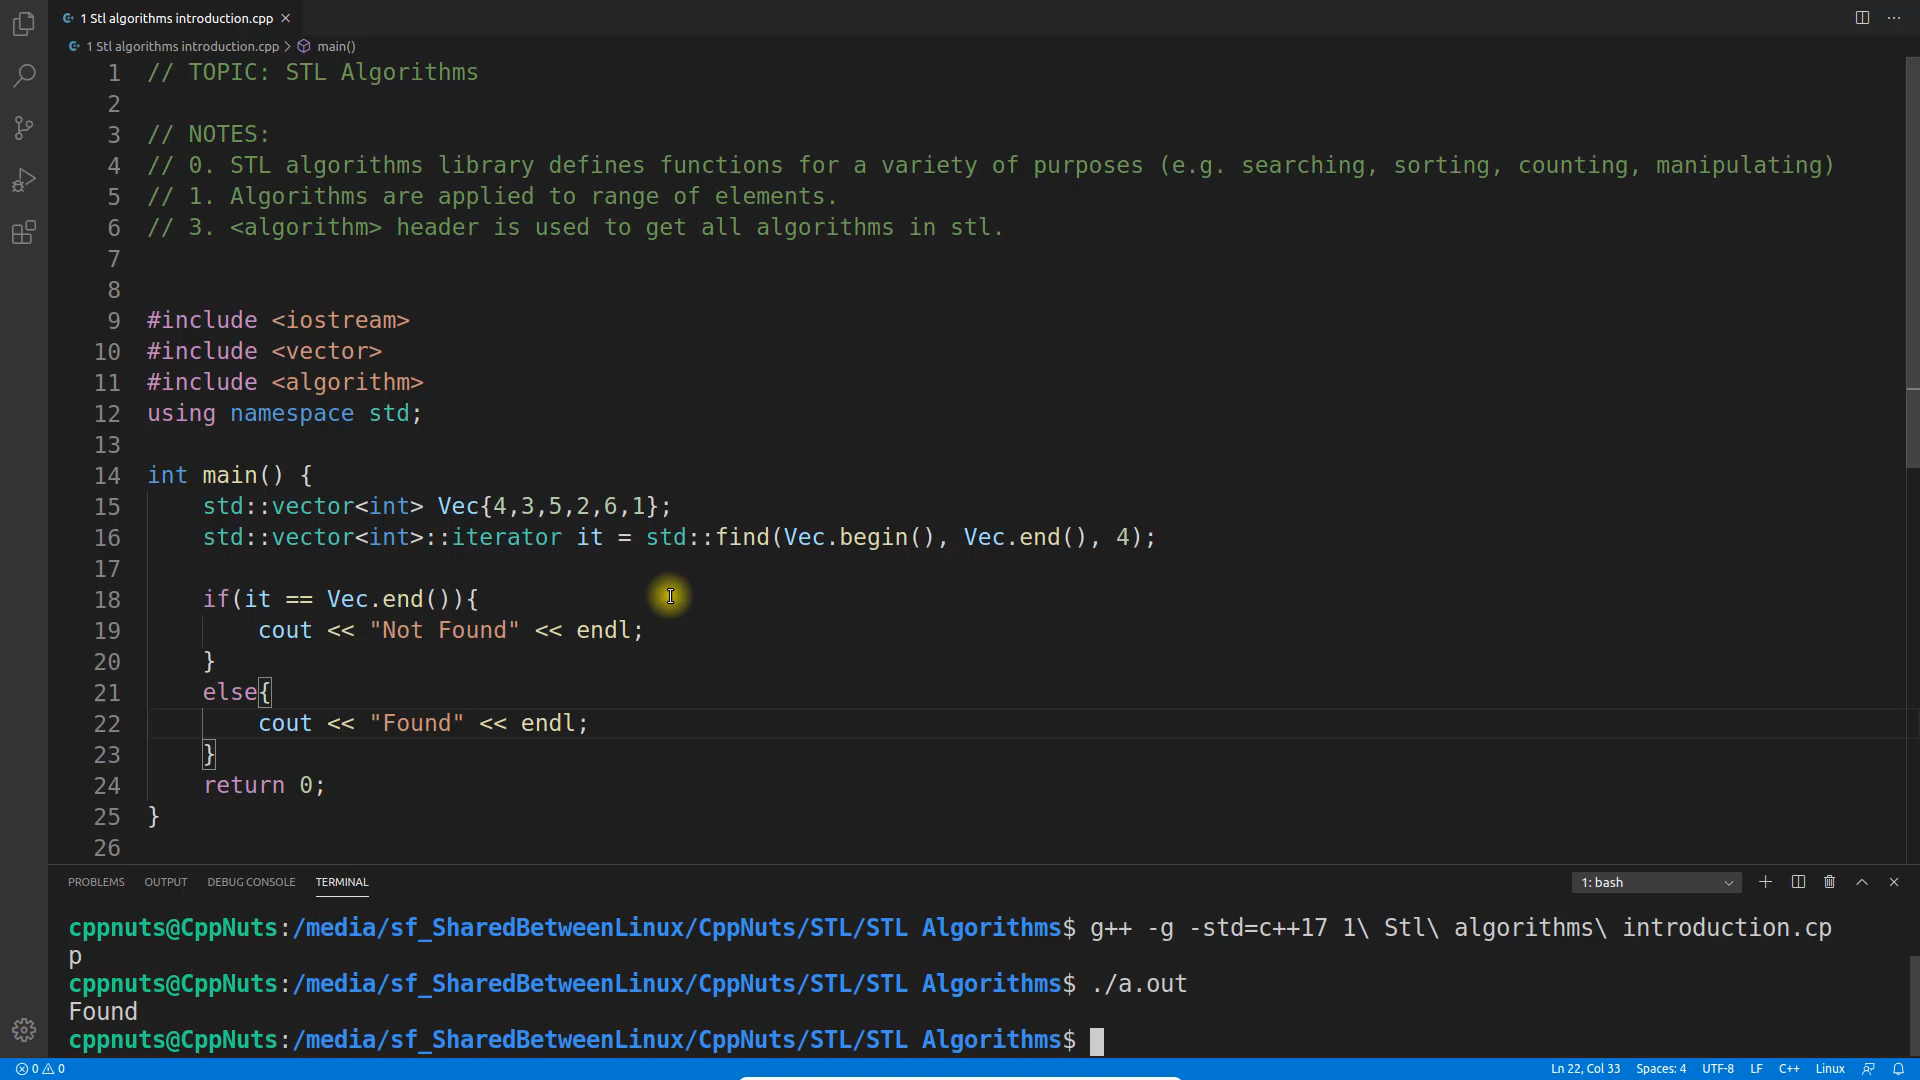 1 Stl algorithms introduction.cpp
1 Stl algorithms introduction.cpp > main()
1 // TOPIC: STL Algorithms
2
3 // NOTES:
4 // 0. STL algorithms library defines functions for a variety of purposes (e.g. searching, sorting, counting, manipulating)
5 // 1. Algorithms are applied to range of elements.
6 // 3. <algorithm> header is used to get all algorithms in stl.
7
8
9 #include <iostream>
10 #include <vector>
11 #include <algorithm>
12 using namespace std;
13
14 int main() {
15     std::vector<int> Vec{4,3,5,2,6,1};
16     std::vector<int>::iterator it = std::find(Vec.begin(), Vec.end(), 4);
17
18     if(it == Vec.end()){
19         cout << "Not Found" << endl;
20     }
21     else{
22         cout << "Found" << endl;
23     }
24     return 0;
25 }
26
PROBLEMS OUTPUT DEBUG CONSOLE TERMINAL 1: bash
cppnuts@CppNuts:/media/sf_SharedBetweenLinux/CppNuts/STL/STL Algorithms$ g++ -g -std=c++17 1\ Stl\ algorithms\ introduction.cp
p
cppnuts@CppNuts:/media/sf_SharedBetweenLinux/CppNuts/STL/STL Algorithms$ ./a.out
Found
cppnuts@CppNuts:/media/sf_SharedBetweenLinux/CppNuts/STL/STL Algorithms$
0 0 Ln 22, Col 33 Spaces: 4 UTF-8 LF C++ Linux